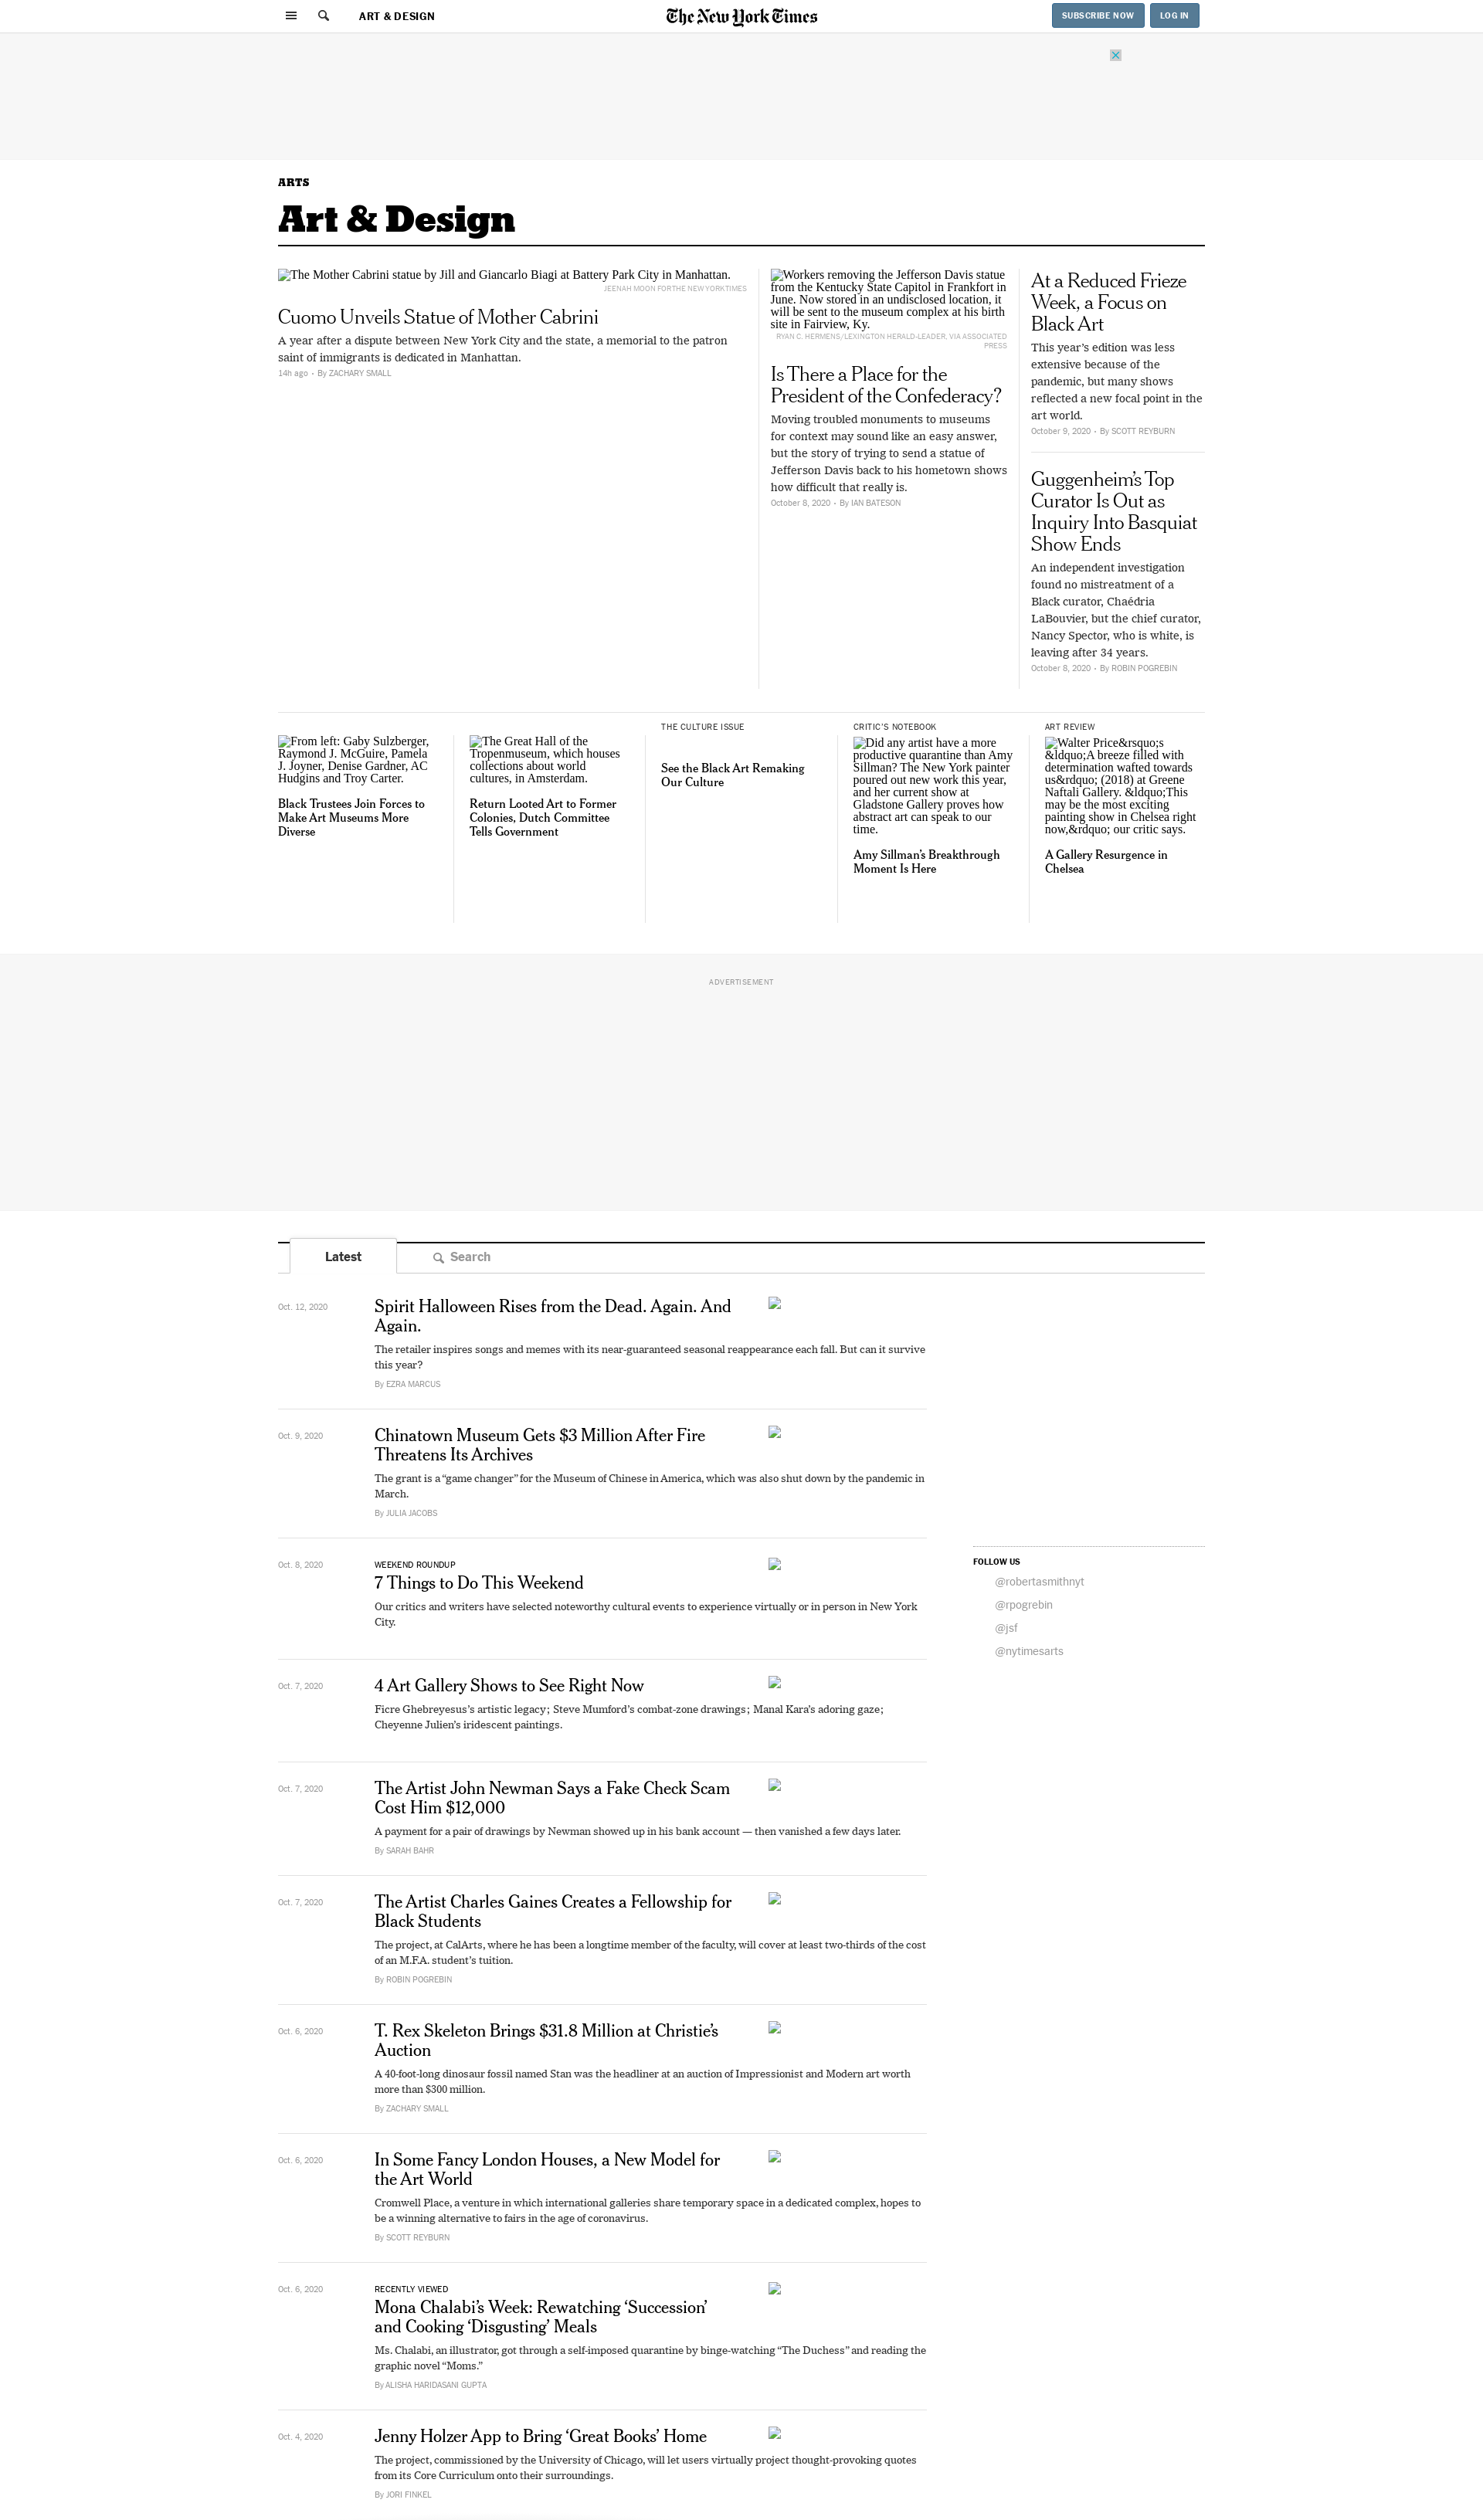 ART & DESIGN
The New York Times
SUBSCRIBE NOW
LOG IN
ARTS
Art & Design
The Mother Cabrini statue by Jill and Giancarlo Biagi at Battery Park City in Manhattan.
JEENAH MOON FOR THE NEW YORK TIMES
Cuomo Unveils Statue of Mother Cabrini
A year after a dispute between New York City and the state, a memorial to the patron
saint of immigrants is dedicated in Manhattan.
14h ago • By ZACHARY SMALL
Workers removing the Jefferson Davis statue
from the Kentucky State Capitol in Frankfort in
June. Now stored in an undisclosed location, it
will be sent to the museum complex at his birth
site in Fairview, Ky.
RYAN C. HERMENS/LEXINGTON HERALD-LEADER, VIA ASSOCIATED
PRESS
Is There a Place for the
President of the Confederacy?
Moving troubled monuments to museums
for context may sound like an easy answer,
but the story of trying to send a statue of
Jefferson Davis back to his hometown shows
how difficult that really is.
October 8, 2020 • By IAN BATESON
At a Reduced Frieze
Week, a Focus on
Black Art
This year’s edition was less
extensive because of the
pandemic, but many shows
reflected a new focal point in the
art world.
October 9, 2020 • By SCOTT REYBURN
Guggenheim’s Top
Curator Is Out as
Inquiry Into Basquiat
Show Ends
An independent investigation
found no mistreatment of a
Black curator, Chaédria
LaBouvier, but the chief curator,
Nancy Spector, who is white, is
leaving after 34 years.
October 8, 2020 • By ROBIN POGREBIN
From left: Gaby Sulzberger,
Raymond J. McGuire, Pamela
J. Joyner, Denise Gardner, AC
Hudgins and Troy Carter.
Black Trustees Join Forces to
Make Art Museums More
Diverse
The Great Hall of the
Tropenmuseum, which houses
collections about world
cultures, in Amsterdam.
Return Looted Art to Former
Colonies, Dutch Committee
Tells Government
THE CULTURE ISSUE
See the Black Art Remaking
Our Culture
CRITIC’S NOTEBOOK
Did any artist have a more
productive quarantine than Amy
Sillman? The New York painter
poured out new work this year,
and her current show at
Gladstone Gallery proves how
abstract art can speak to our
time.
Amy Sillman’s Breakthrough
Moment Is Here
ART REVIEW
Walter Price&rsquo;s
&ldquo;A breeze filled with
determination wafted towards
us&rdquo; (2018) at Greene
Naftali Gallery. &ldquo;This
may be the most exciting
painting show in Chelsea right
now,&rdquo; our critic says.
A Gallery Resurgence in
Chelsea
ADVERTISEMENT
Latest
Search
Oct. 12, 2020
Spirit Halloween Rises from the Dead. Again. And
Again.
The retailer inspires songs and memes with its near-guaranteed seasonal reappearance each fall. But can it survive
this year?
By EZRA MARCUS
Oct. 9, 2020
Chinatown Museum Gets $3 Million After Fire
Threatens Its Archives
The grant is a “game changer” for the Museum of Chinese in America, which was also shut down by the pandemic in
March.
By JULIA JACOBS
Oct. 8, 2020
WEEKEND ROUNDUP
7 Things to Do This Weekend
Our critics and writers have selected noteworthy cultural events to experience virtually or in person in New York
City.
FOLLOW US
@robertasmithnyt
@rpogrebin
@jsf
@nytimesarts
Oct. 7, 2020
4 Art Gallery Shows to See Right Now
Ficre Ghebreyesus’s artistic legacy; Steve Mumford’s combat-zone drawings; Manal Kara’s adoring gaze;
Cheyenne Julien’s iridescent paintings.
Oct. 7, 2020
The Artist John Newman Says a Fake Check Scam
Cost Him $12,000
A payment for a pair of drawings by Newman showed up in his bank account — then vanished a few days later.
By SARAH BAHR
Oct. 7, 2020
The Artist Charles Gaines Creates a Fellowship for
Black Students
The project, at CalArts, where he has been a longtime member of the faculty, will cover at least two-thirds of the cost
of an M.F.A. student’s tuition.
By ROBIN POGREBIN
Oct. 6, 2020
T. Rex Skeleton Brings $31.8 Million at Christie’s
Auction
A 40-foot-long dinosaur fossil named Stan was the headliner at an auction of Impressionist and Modern art worth
more than $300 million.
By ZACHARY SMALL
Oct. 6, 2020
In Some Fancy London Houses, a New Model for
the Art World
Cromwell Place, a venture in which international galleries share temporary space in a dedicated complex, hopes to
be a winning alternative to fairs in the age of coronavirus.
By SCOTT REYBURN
Oct. 6, 2020
RECENTLY VIEWED
Mona Chalabi’s Week: Rewatching ‘Succession’
and Cooking ‘Disgusting’ Meals
Ms. Chalabi, an illustrator, got through a self-imposed quarantine by binge-watching “The Duchess” and reading the
graphic novel “Moms.”
By ALISHA HARIDASANI GUPTA
Oct. 4, 2020
Jenny Holzer App to Bring ‘Great Books’ Home
The project, commissioned by the University of Chicago, will let users virtually project thought-provoking quotes
from its Core Curriculum onto their surroundings.
By JORI FINKEL